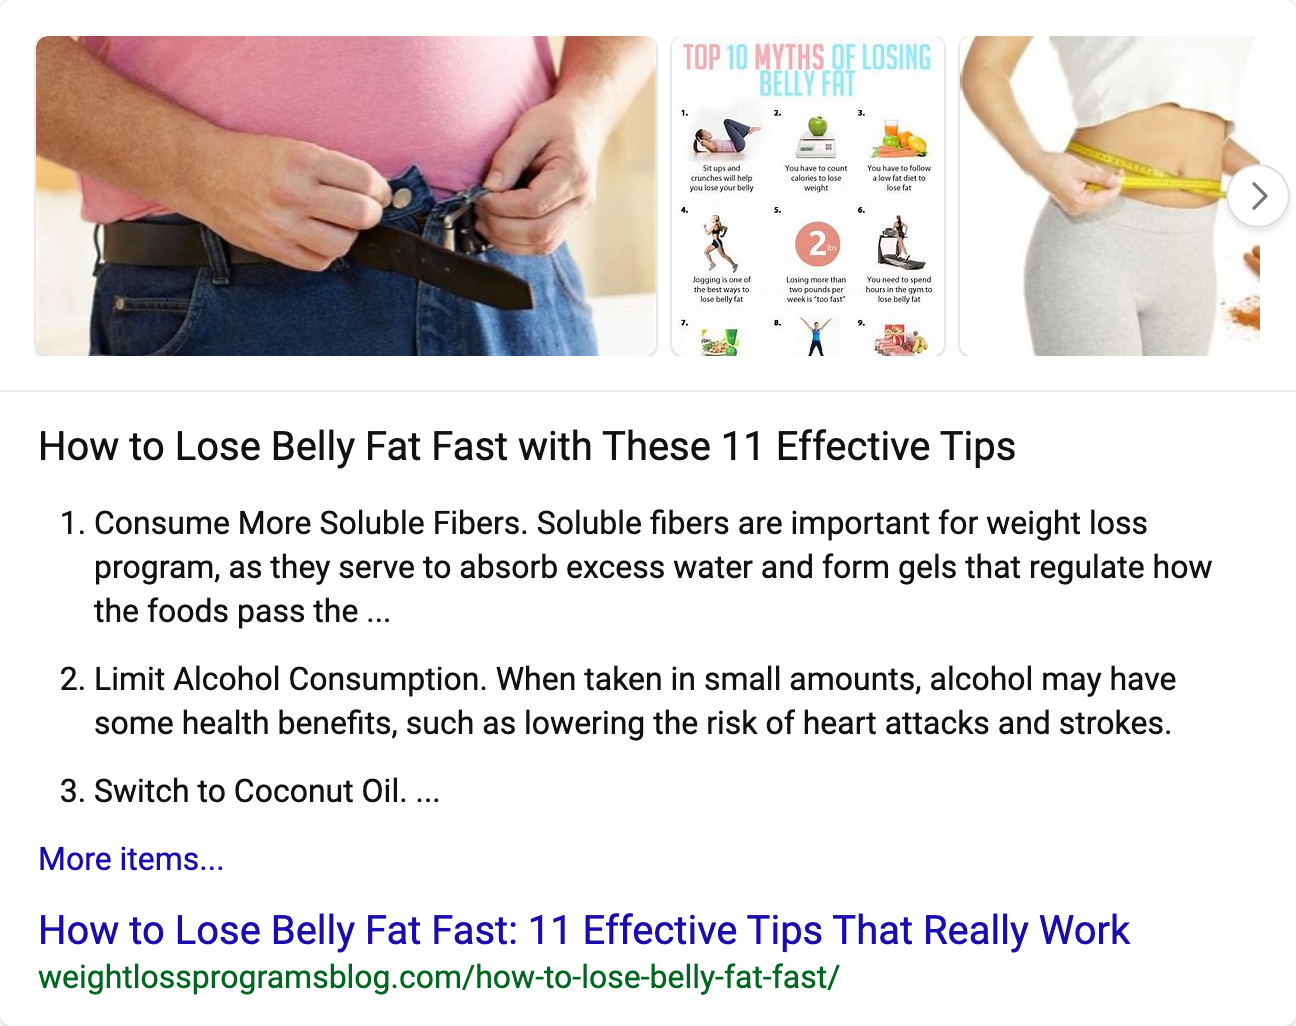 TOP 10 MYTHS OF LOSING
BELLY FAT
1.
2.
3.
Sit ups and
crunches will help
you lose your belly
You have to count
calories to lose
weight
You have to follow
a low fat diet to
lose fat
4.
5.
6.
2 lbs
Jogging is one of
the best ways to
lose belly fat
Losing more than
two pounds per
week is "too fast"
You need to spend
hours in the gym to
lose belly fat
7.
8.
9.
How to Lose Belly Fat Fast with These 11 Effective Tips
1. Consume More Soluble Fibers. Soluble fibers are important for weight loss
program, as they serve to absorb excess water and form gels that regulate how
the foods pass the ...
2. Limit Alcohol Consumption. When taken in small amounts, alcohol may have
some health benefits, such as lowering the risk of heart attacks and strokes.
3. Switch to Coconut Oil. ...
More items...
How to Lose Belly Fat Fast: 11 Effective Tips That Really Work
weightlossprogramsblog.com/how-to-lose-belly-fat-fast/